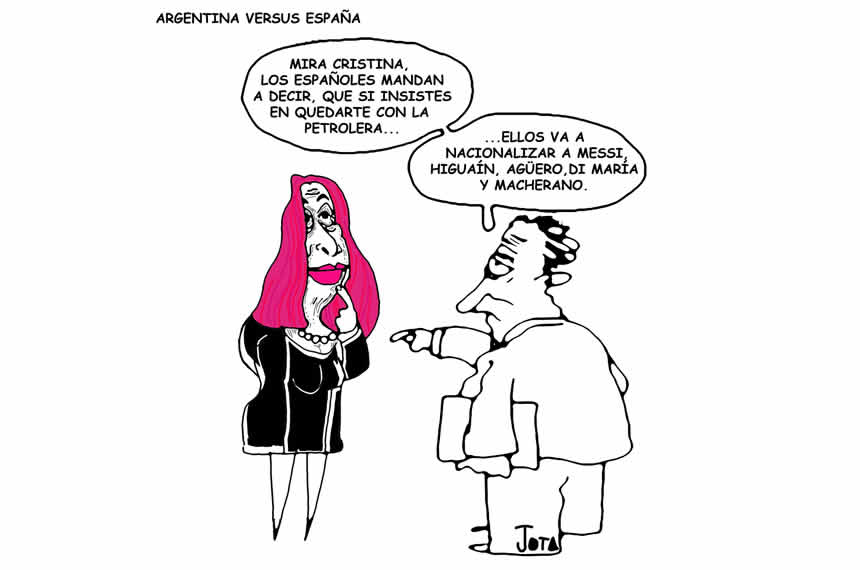 ARGENTINA VERSUS ESPAÑA
MIRA CRISTINA,
LOS ESPAÑOLES MANDAN
A DECIR, QUE SI INSISTES
EN QUEDARTE CON LA
PETROLERA...
...ELLOS VA A
NACIONALIZAR A MESSI,
HIGUAÍN, AGÜERO,DI MARÍA
Y MACHERANO.
JOTA